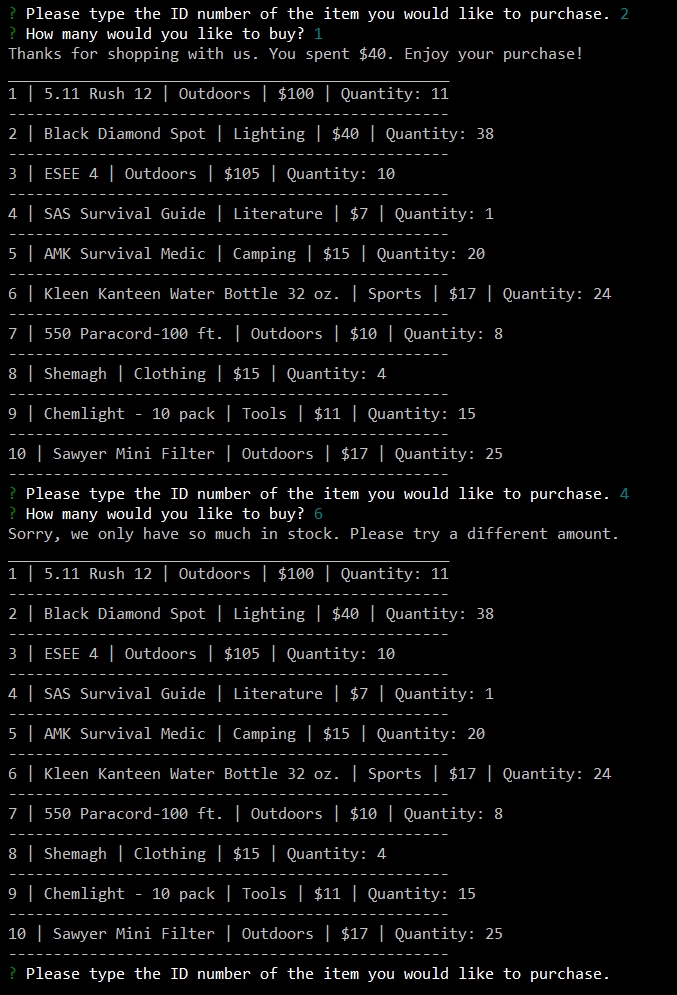 ? Please type the ID number of the item you would like to purchase. 2
? How many would you like to buy? 1
Thanks for shopping with us. You spent $40. Enjoy your purchase!
_________________________________________________
1 | 5.11 Rush 12 | Outdoors | $100 | Quantity: 11
-------------------------------------------------
2 | Black Diamond Spot | Lighting | $40 | Quantity: 38
-------------------------------------------------
3 | ESEE 4 | Outdoors | $105 | Quantity: 10
-------------------------------------------------
4 | SAS Survival Guide | Literature | $7 | Quantity: 1
-------------------------------------------------
5 | AMK Survival Medic | Camping | $15 | Quantity: 20
-------------------------------------------------
6 | Kleen Kanteen Water Bottle 32 oz. | Sports | $17 | Quantity: 24
-------------------------------------------------
7 | 550 Paracord-100 ft. | Outdoors | $10 | Quantity: 8
-------------------------------------------------
8 | Shemagh | Clothing | $15 | Quantity: 4
-------------------------------------------------
9 | Chemlight - 10 pack | Tools | $11 | Quantity: 15
-------------------------------------------------
10 | Sawyer Mini Filter | Outdoors | $17 | Quantity: 25
-------------------------------------------------
? Please type the ID number of the item you would like to purchase. 4
? How many would you like to buy? 6
Sorry, we only have so much in stock. Please try a different amount.
_________________________________________________
1 | 5.11 Rush 12 | Outdoors | $100 | Quantity: 11
-------------------------------------------------
2 | Black Diamond Spot | Lighting | $40 | Quantity: 38
-------------------------------------------------
3 | ESEE 4 | Outdoors | $105 | Quantity: 10
-------------------------------------------------
4 | SAS Survival Guide | Literature | $7 | Quantity: 1
-------------------------------------------------
5 | AMK Survival Medic | Camping | $15 | Quantity: 20
-------------------------------------------------
6 | Kleen Kanteen Water Bottle 32 oz. | Sports | $17 | Quantity: 24
-------------------------------------------------
7 | 550 Paracord-100 ft. | Outdoors | $10 | Quantity: 8
-------------------------------------------------
8 | Shemagh | Clothing | $15 | Quantity: 4
-------------------------------------------------
9 | Chemlight - 10 pack | Tools | $11 | Quantity: 15
-------------------------------------------------
10 | Sawyer Mini Filter | Outdoors | $17 | Quantity: 25
-------------------------------------------------
? Please type the ID number of the item you would like to purchase.